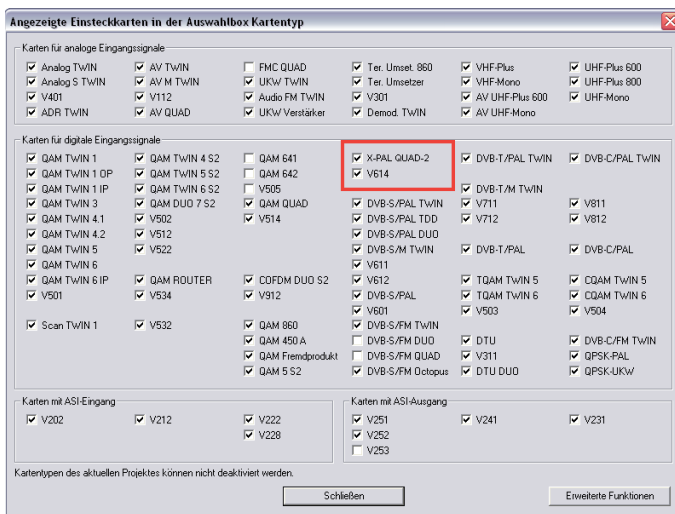 Angezeigte Einsteckkarten in der Auswahlbox Kartentyp
Karten für analoge Eingangssignale
Analog TWIN AV TWIN FMC QUAD Ter. Umset. 860 VHF-Plus UHF-Plus 600
Analog S TWIN AV M TWIN UKW TWIN Ter. Umsetzer VHF-Mono UHF-Plus 800
V401 V112 Audio FM TWIN V301 AV UHF-Plus 600 UHF-Mono
ADR TWIN AV QUAD UKW Verstärker Demod. TWIN AV UHF-Mono
Karten für digitale Eingangssignale
QAM TWIN 1 QAM TWIN 4 S2 QAM 641 X-PAL QUAD-2 DVB-T/PAL TWIN DVB-C/PAL TWIN
QAM TWIN 1 OP QAM TWIN 5 S2 QAM 642 V614
QAM TWIN 1 IP QAM TWIN 6 S2 V505 DVB-T/M TWIN
QAM TWIN 3 QAM DUO 7 S2 QAM QUAD DVB-S/PAL TWIN V711 V811
QAM TWIN 4.1 V502 V514 DVB-S/PAL TDD V712 V812
QAM TWIN 4.2 V512 DVB-S/PAL DUO
QAM TWIN 5 V522 DVB-S/M TWIN DVB-T/PAL DVB-C/PAL
QAM TWIN 6 V611
QAM TWIN 6 IP QAM ROUTER COFDM DUO S2 V612 TQAM TWIN 5 CQAM TWIN 5
V501 V534 V912 DVB-S/PAL TQAM TWIN 6 CQAM TWIN 6
V601 V503 V504
Scan TWIN 1 V532 QAM 860 DVB-S/FM TWIN
QAM 450 A DVB-S/FM DUO DTU DVB-C/FM TWIN
QAM Fremdprodukt DVB-S/FM QUAD V311 QPSK-PAL
QAM 5 S2 DVB-S/FM Octopus DTU DUO QPSK-UKW
Karten mit ASI-Eingang Karten mit ASI-Ausgang
V202 V212 V222 V251 V241 V231
V228 V252
V253
Kartentypen des aktuellen Projektes können nicht deaktiviert werden.
Schließen Erweiterte Funktionen